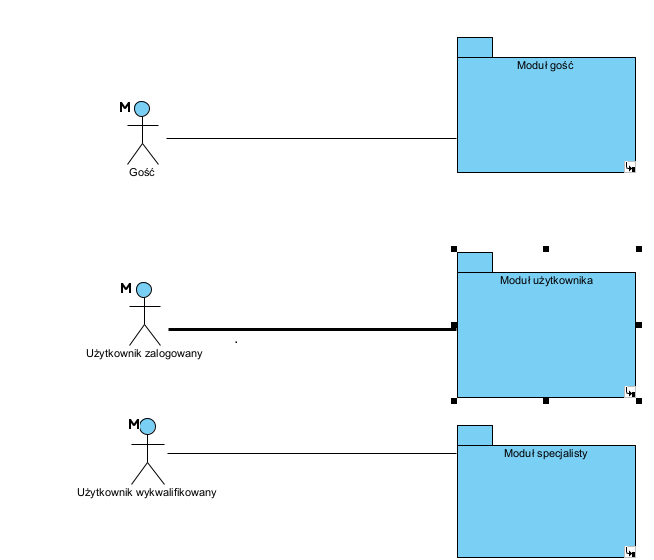 Moduł gość
M
Gość
Moduł użytkownika
M
Użytkownik zalogowany
M
Moduł specjalisty
Użytkownik wykwalifikowany